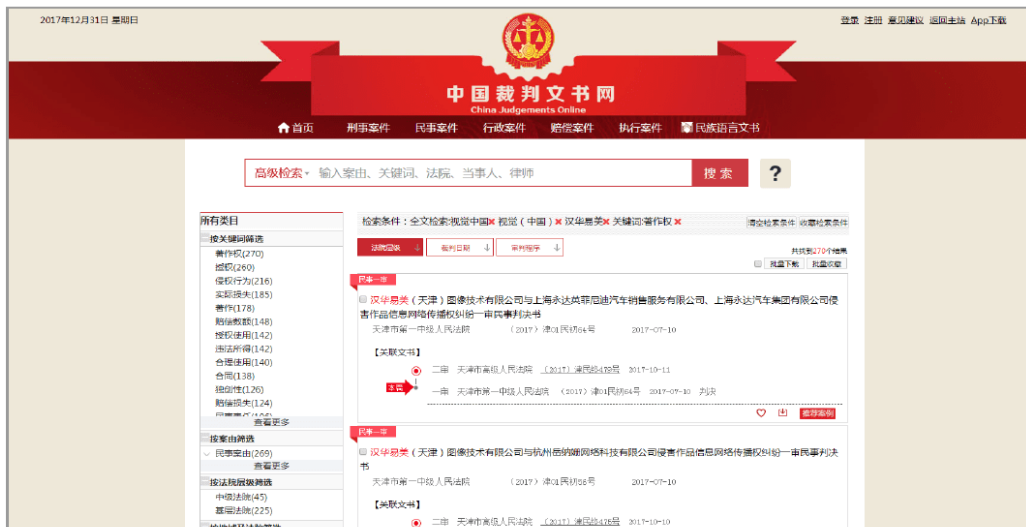 2017年12月31日 星期日
登录 注册 意见建议 返回主站 App下载
中国裁判文书网
China Judgements Online
首页 刑事案件 民事案件 行政案件 赔偿案件 执行案件 民族语言文书
高级检索 输入案由、关键词、法院、当事人、律师 搜索 ?
所有类目
检索条件：全文检索:视觉中国× 视觉（中国）× 汉华易美× 关键词:著作权×
清空检索条件 收藏检索条件
按关键词筛选
著作权(270)
授权(260)
侵权行为(216)
实际损失(185)
著作(178)
赔偿数额(148)
授权使用(142)
违法所得(142)
合理使用(140)
合同(138)
独创性(126)
赔偿损失(124)
查看更多
按案由筛选
民事案由(269)
查看更多
按法院层级筛选
中级法院(45)
基层法院(225)
法院层级 ↓ 裁判日期 ↓ 审判程序 ↓
共找到270个结果
批量下载 批量收藏
民事一审
汉华易美（天津）图像技术有限公司与上海永达英菲尼迪汽车销售服务有限公司、上海永达汽车集团有限公司侵
害作品信息网络传播权纠纷一审民事判决书
天津市第一中级人民法院 （2017）津01民初64号 2017-07-10
【关联文书】
二审 天津市高级人民法院 （2017）津民终479号 2017-10-11
本篇 一审 天津市第一中级人民法院 （2017）津01民初64号 2017-07-10 判决
推荐案例
民事一审
汉华易美（天津）图像技术有限公司与杭州岳纳珊网络科技有限公司侵害作品信息网络传播权纠纷一审民事判决
书
天津市第一中级人民法院 （2017）津01民初56号 2017-07-10
【关联文书】
二审 天津市高级人民法院 （2017）津民终475号 2017-10-10